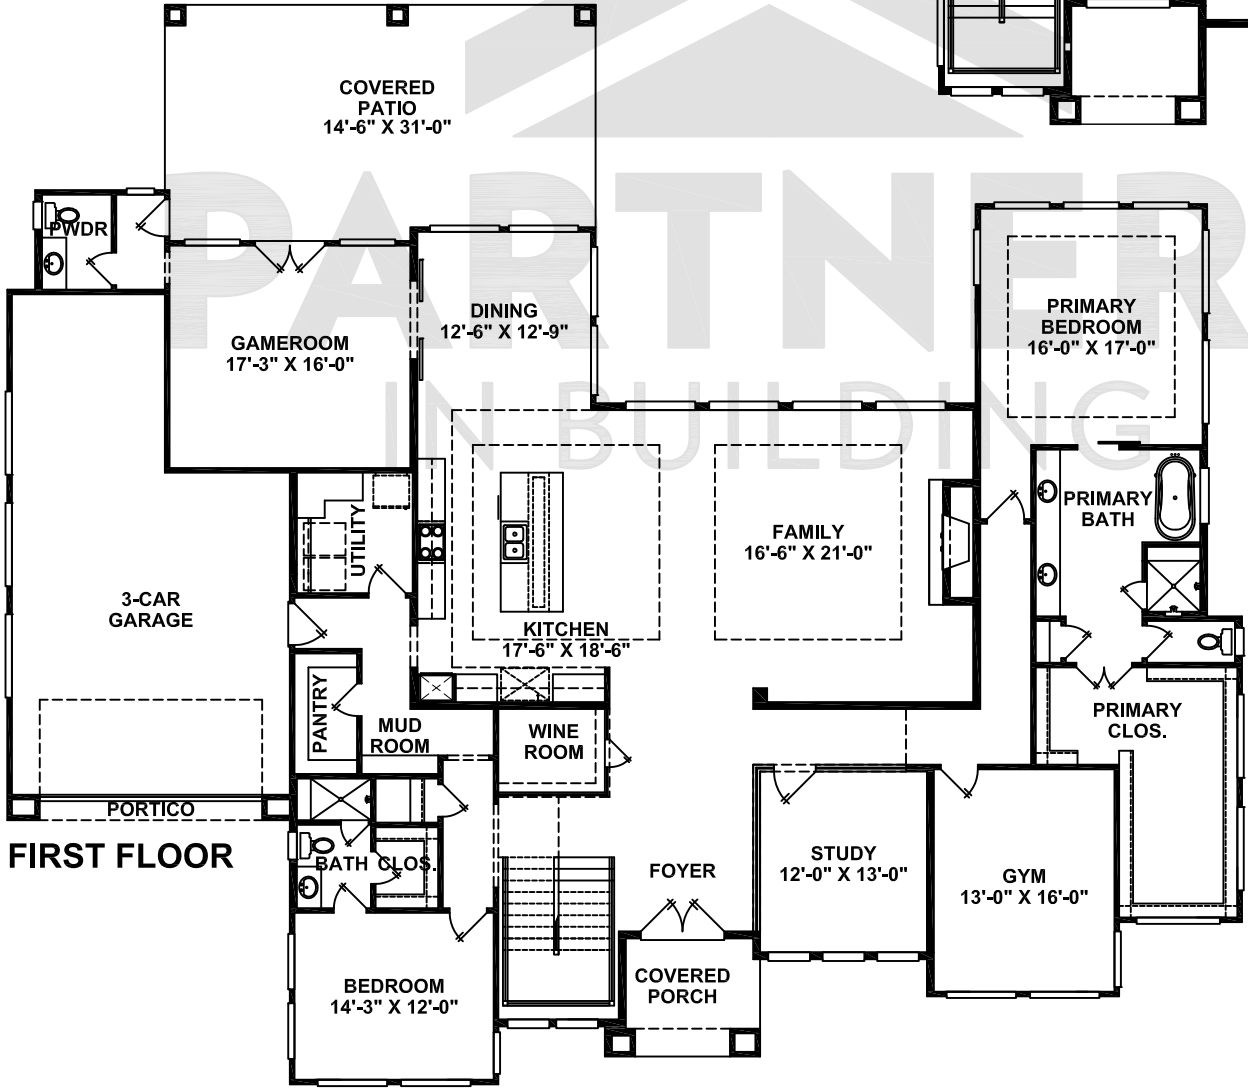 COVERED
PATIO
14'-6" X 31'-0"
PARTNER
IN BUILDING
PWDR
DINING
12'-6" X 12'-9"
GAMEROOM
17'-3" X 16'-0"
PRIMARY
BEDROOM
16'-0" X 17'-0"
UTILITY
PRIMARY
BATH
FAMILY
16'-6" X 21'-0"
3-CAR
GARAGE
KITCHEN
17'-6" X 18'-6"
PANTRY
MUD
ROOM
WINE
ROOM
PRIMARY
CLOS.
PORTICO
FIRST FLOOR
BATH
CLOS.
FOYER
STUDY
12'-0" X 13'-0"
GYM
13'-0" X 16'-0"
COVERED
PORCH
BEDROOM
14'-3" X 12'-0"